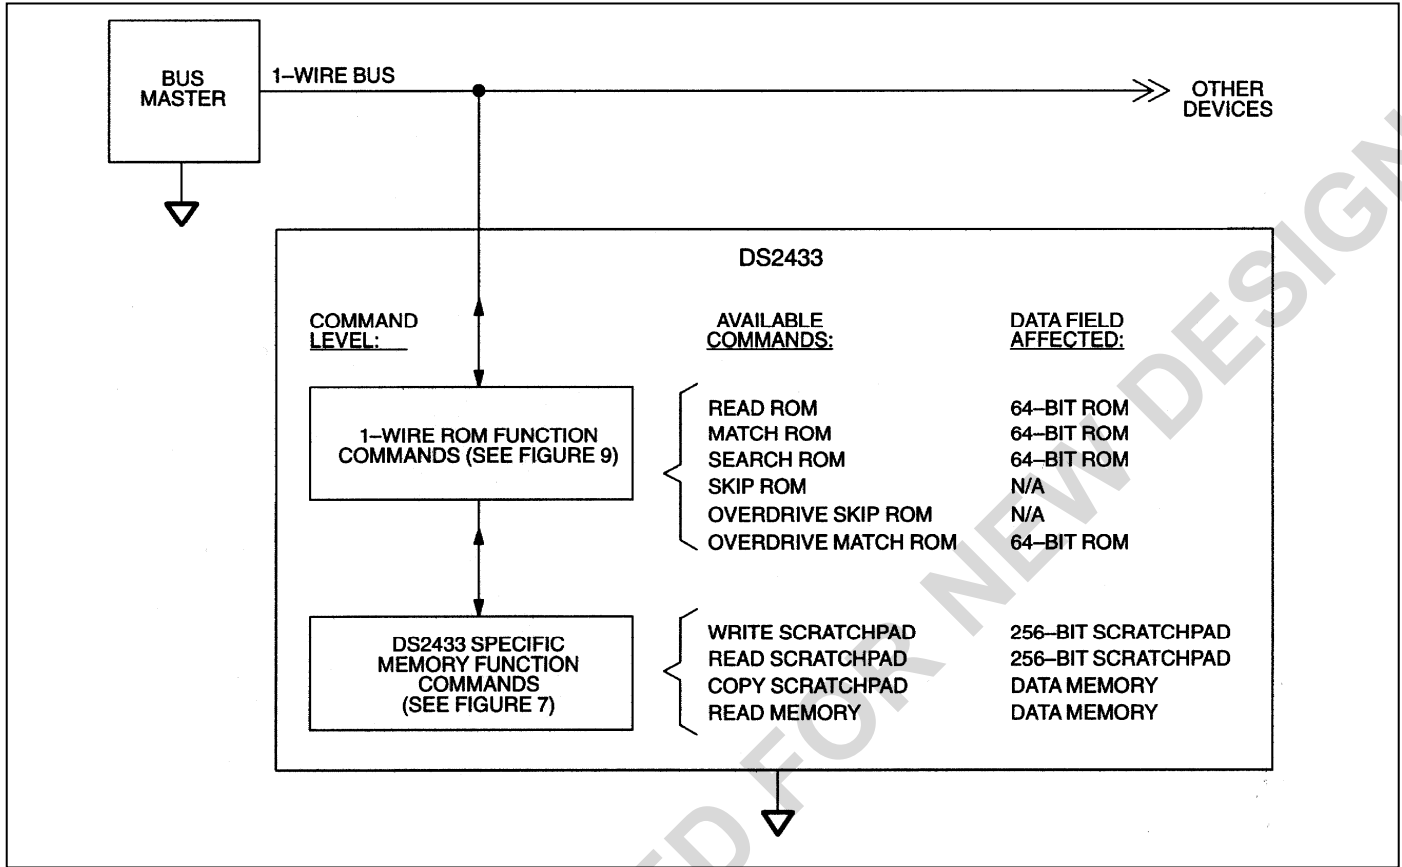 BUS
MASTER
1–WIRE BUS
OTHER
DEVICES
DS2433
COMMAND
LEVEL:
AVAILABLE
COMMANDS:
DATA FIELD
AFFECTED:
1–WIRE ROM FUNCTION
COMMANDS (SEE FIGURE 9)
READ ROM 64–BIT ROM
MATCH ROM 64–BIT ROM
SEARCH ROM 64–BIT ROM
SKIP ROM N/A
OVERDRIVE SKIP ROM N/A
OVERDRIVE MATCH ROM 64–BIT ROM
DS2433 SPECIFIC
MEMORY FUNCTION
COMMANDS
(SEE FIGURE 7)
WRITE SCRATCHPAD 256–BIT SCRATCHPAD
READ SCRATCHPAD 256–BIT SCRATCHPAD
COPY SCRATCHPAD DATA MEMORY
READ MEMORY DATA MEMORY
FOR NEW DESIGN